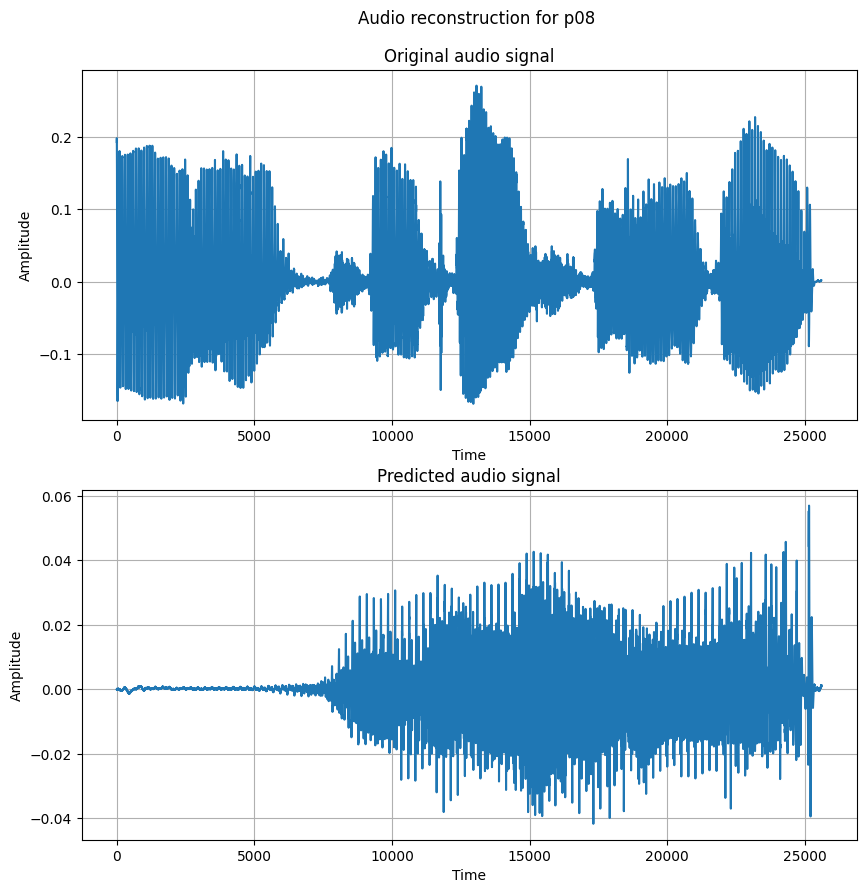 Audio reconstruction for p08
Original audio signal
0.2
0.1
0.0
−0.1
Amplitude
0 5000 10000 15000 20000 25000
Time
Predicted audio signal
0.06
0.04
0.02
0.00
−0.02
−0.04
Amplitude
0 5000 10000 15000 20000 25000
Time